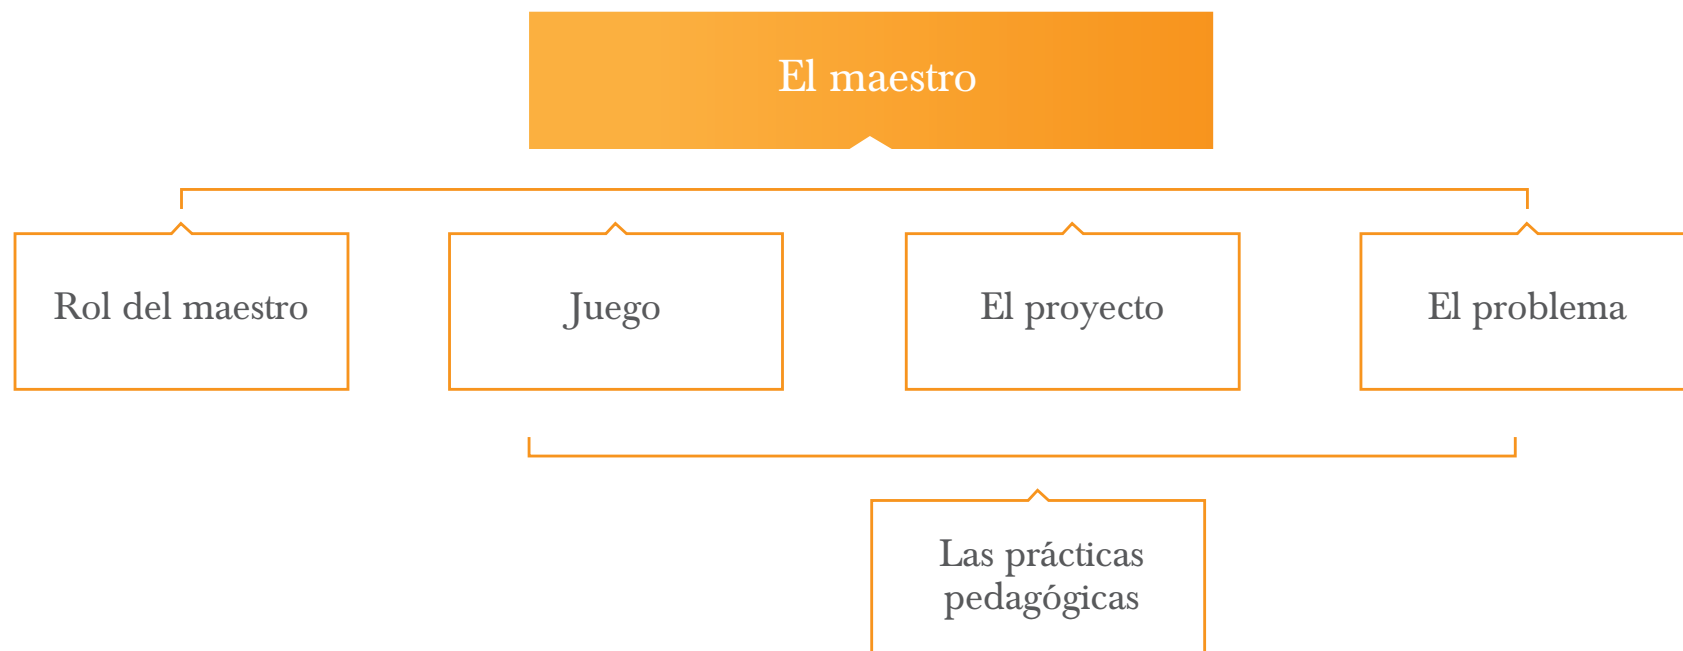 El maestro
Rol del maestro
Juego
El proyecto
El problema
Las prácticas
pedagógicas